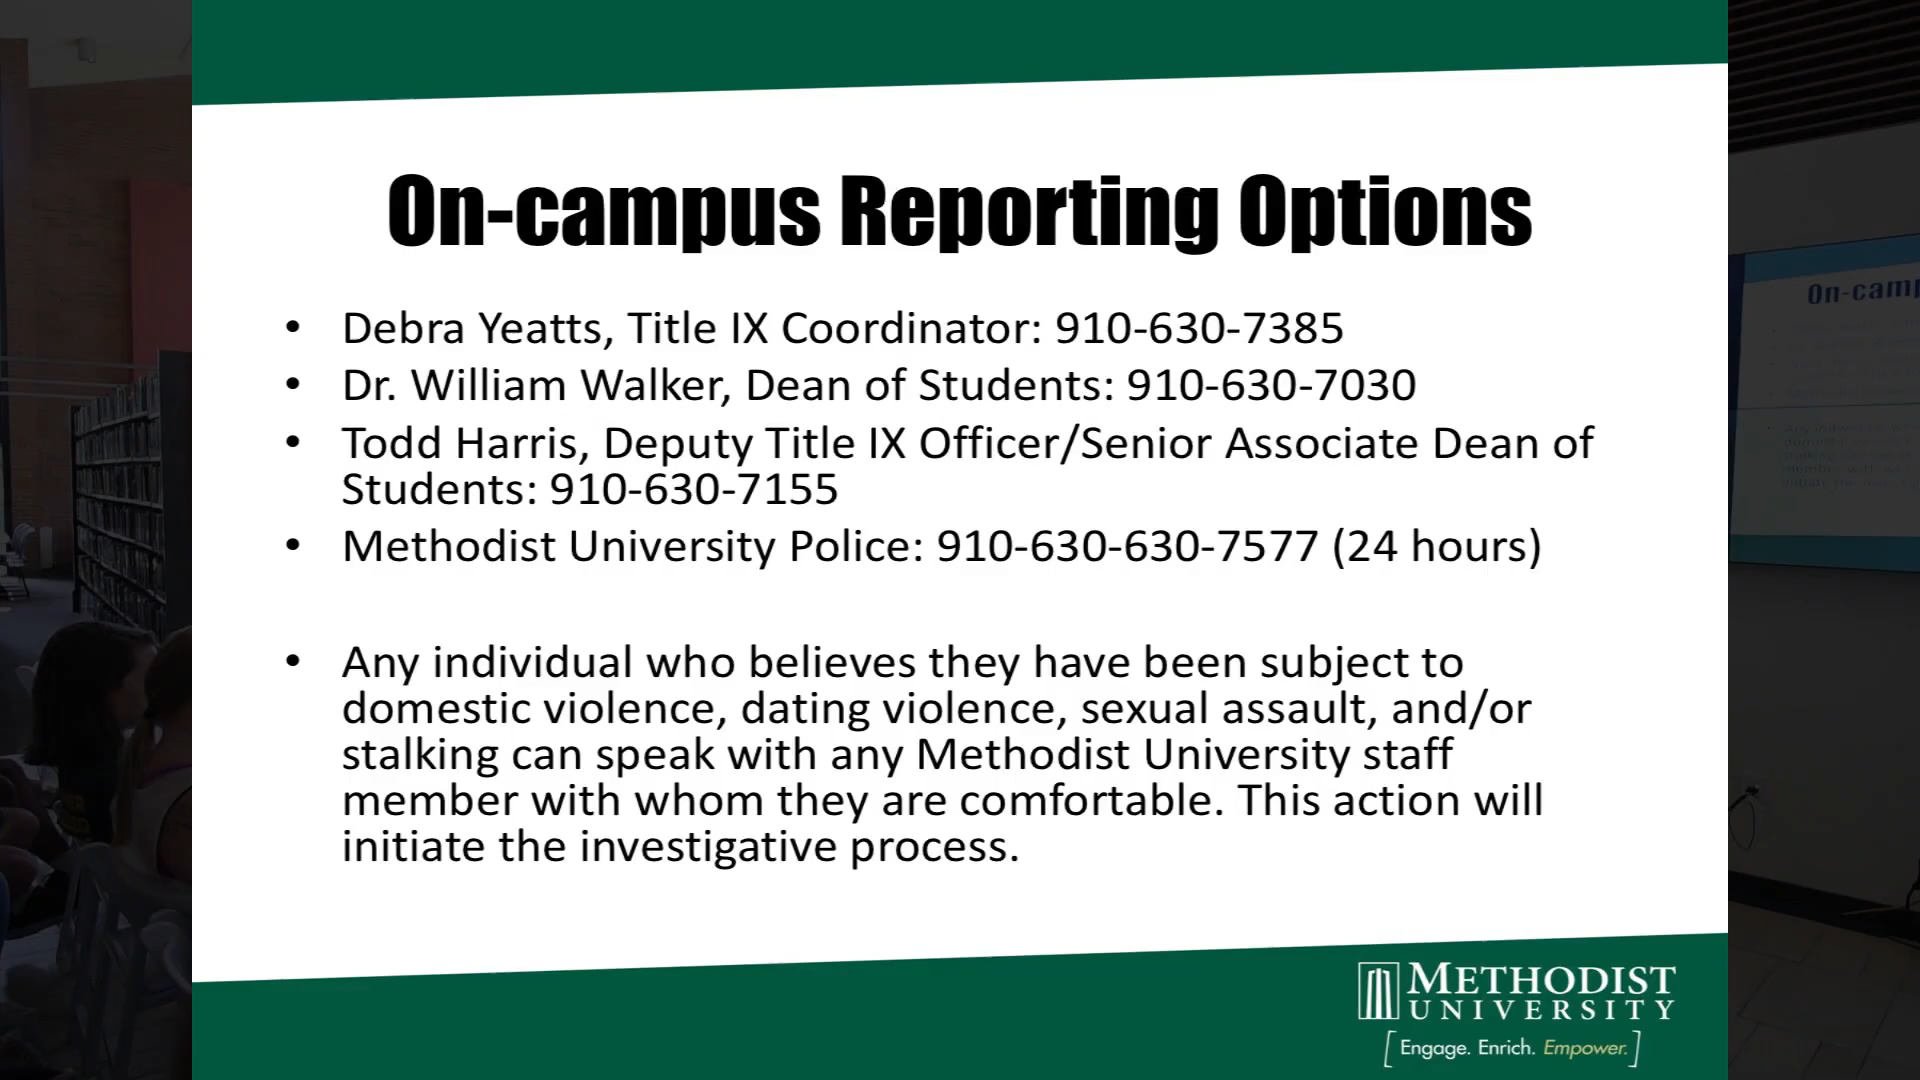 On-campus Reporting Options
• Debra Yeatts, Title IX Coordinator: 910-630-7385
• Dr. William Walker, Dean of Students: 910-630-7030
• Todd Harris, Deputy Title IX Officer/Senior Associate Dean of
Students: 910-630-7155
• Methodist University Police: 910-630-630-7577 (24 hours)
• Any individual who believes they have been subject to
domestic violence, dating violence, sexual assault, and/or
stalking can speak with any Methodist University staff
member with whom they are comfortable. This action will
initiate the investigative process.
METHODIST
UNIVERSITY
[Engage. Enrich. Empower.]
On-camp